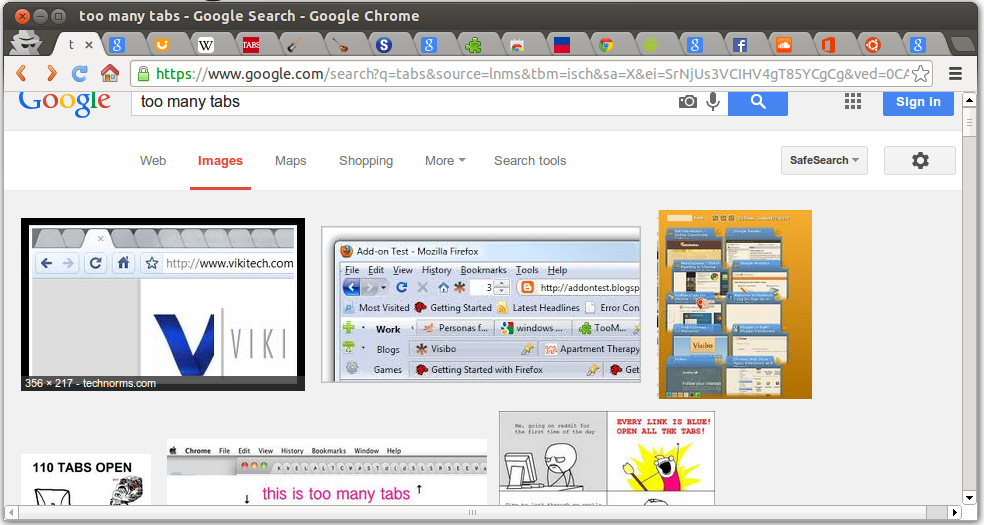 too many tabs - Google Search - Google Chrome
t
W
TABS
S
https://www.google.com/search?q=tabs&source=lnms&tbm=isch&sa=X&ei=SrNjUs3VCIHV4gT85YCgCg&ved=0CA
Google
too many tabs
Sign in
Web Images Maps Shopping More Search tools
SafeSearch
http://www.vikitech.com
V VIKI
356 × 217 - technorms.com
Add-on Test - Mozilla Firefox
File Edit View History Bookmarks Tools Help
3 http://addontest.blogsp
Most Visited Getting Started Latest Headlines Error Con
Work Personas f... windows ... TooM...
Blogs Visibo Apartment Therapy
Games Getting Started with Firefox Get
Visibo
110 TABS OPEN
Chrome File Edit View History Bookmarks Window Help
this is too many tabs
Me, going on reddit for
the first time of the day
EVERY LINK IS BLUE!
OPEN ALL THE TABS!